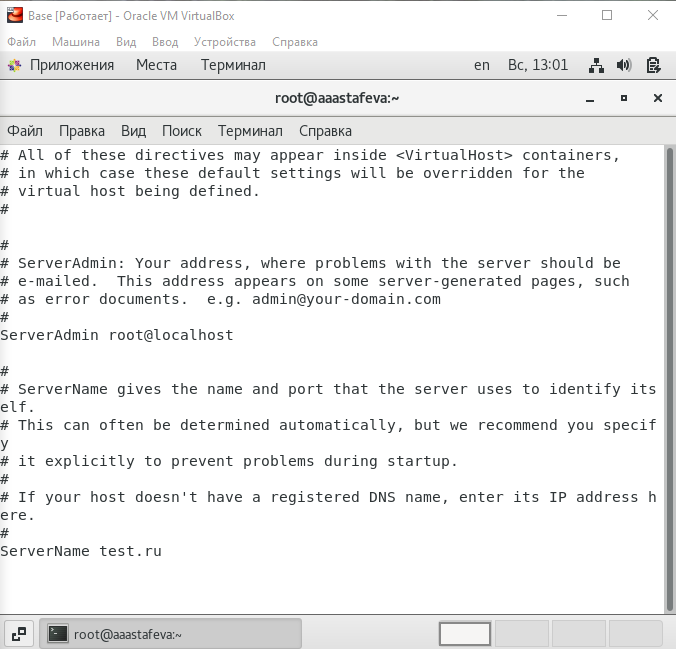 Base [Работает] - Oracle VM VirtualBox
Файл Машина Вид Ввод Устройства Справка
Приложения Места Терминал en Вс, 13:01
root@aaastafeva:~
Файл Правка Вид Поиск Терминал Справка
# All of these directives may appear inside <VirtualHost> containers,
# in which case these default settings will be overridden for the
# virtual host being defined.
#
#
# ServerAdmin: Your address, where problems with the server should be
# e-mailed.  This address appears on some server-generated pages, such
# as error documents.  e.g. admin@your-domain.com
#
ServerAdmin root@localhost
#
# ServerName gives the name and port that the server uses to identify its
elf.
# This can often be determined automatically, but we recommend you specif
y
# it explicitly to prevent problems during startup.
#
# If your host doesn't have a registered DNS name, enter its IP address h
ere.
#
ServerName test.ru
root@aaastafeva:~